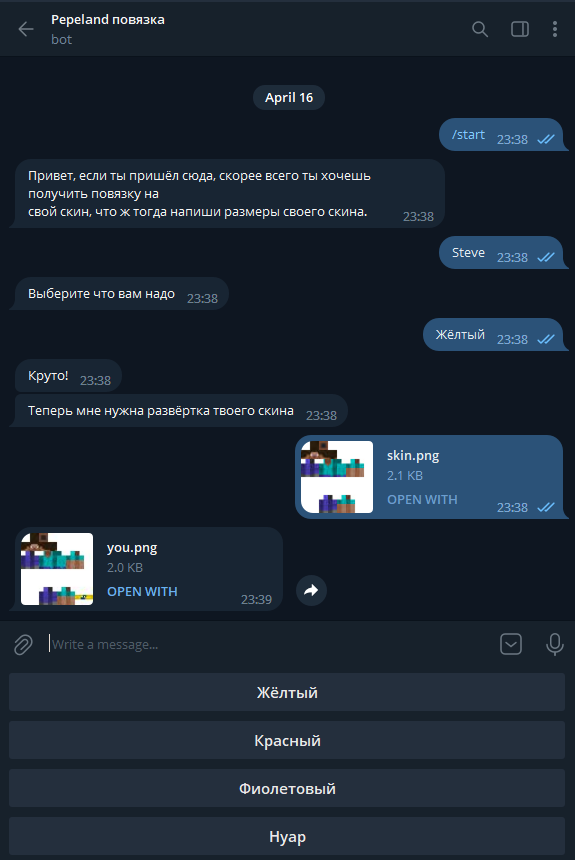 Pepeland повязка
bot
April 16
/start 23:38
Привет, если ты пришёл сюда, скорее всего ты хочешь
получить повязку на
свой скин, что ж тогда напиши размеры своего скина. 23:38
Steve 23:38
Выберите что вам надо 23:38
Жёлтый 23:38
Круто! 23:38
Теперь мне нужна развёртка твоего скина 23:38
skin.png
2.1 KB
OPEN WITH 23:38
you.png
2.0 KB
OPEN WITH
23:39
Write a message...
Жёлтый
Красный
Фиолетовый
Нуар